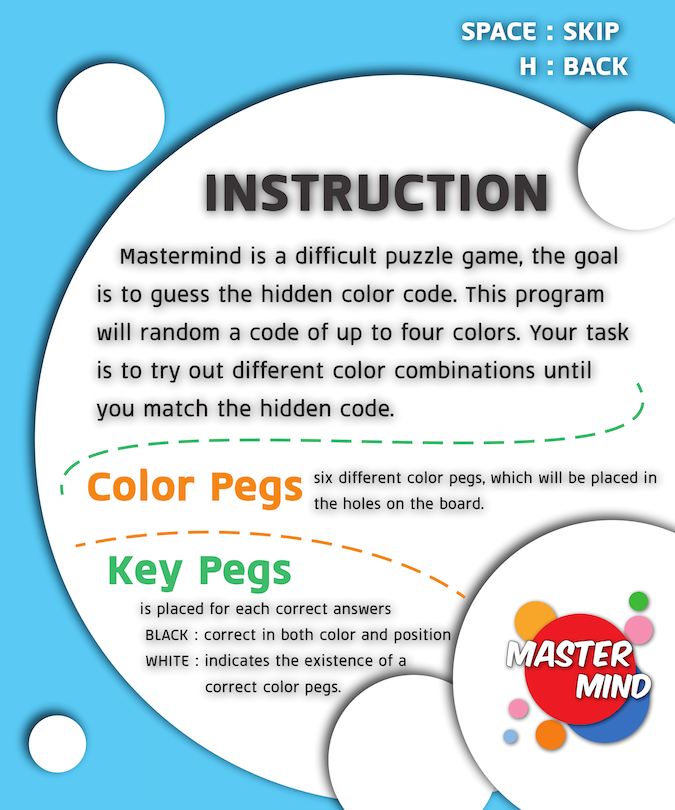 SPACE : SKIP
H : BACK
INSTRUCTION
Mastermind is a difficult puzzle game, the goal
is to guess the hidden color code. This program
will random a code of up to four colors. Your task
is to try out different color combinations until
you match the hidden code.
Color Pegs
six different color pegs, which will be placed in
the holes on the board.
Key Pegs
is placed for each correct answers
BLACK : correct in both color and position
WHITE : indicates the existence of a
correct color pegs.
MASTER
MIND